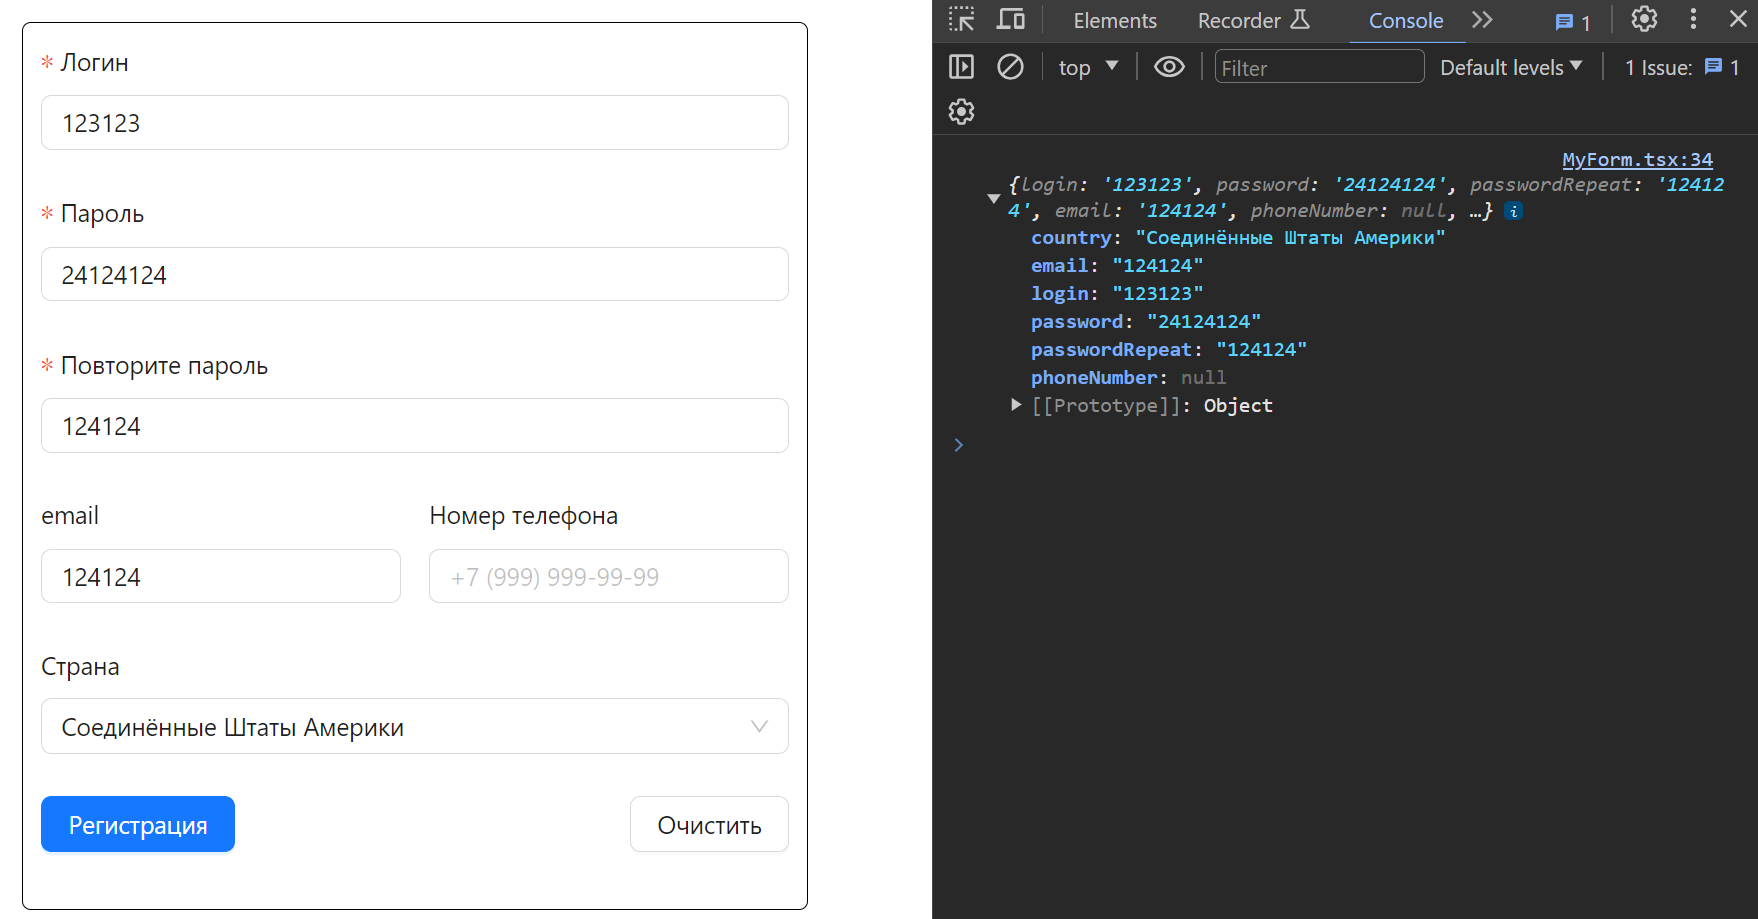 * Логин
123123
* Пароль
24124124
* Повторите пароль
124124
email
Номер телефона
124124
+7 (999) 999-99-99
Страна
Соединённые Штаты Америки
Регистрация
Очистить
Elements Recorder Console 1
top Filter Default levels 1 Issue: 1
MyForm.tsx:34
{login: '123123', password: '24124124', passwordRepeat: '12412
4', email: '124124', phoneNumber: null, …} i
country: "Соединённые Штаты Америки"
email: "124124"
login: "123123"
password: "24124124"
passwordRepeat: "124124"
phoneNumber: null
[[Prototype]]: Object